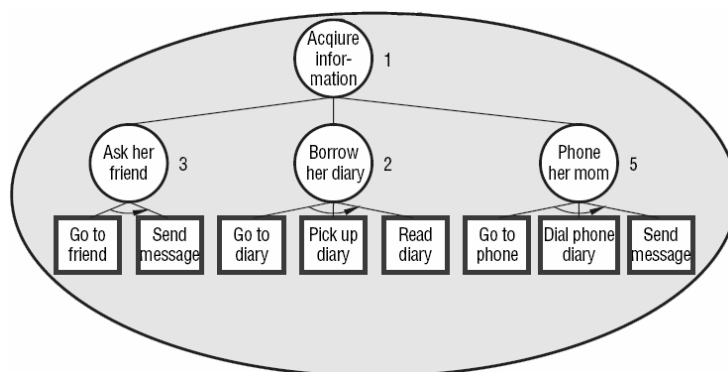 Acqiure
infor-
mation
1
Ask her
friend
3
Borrow
her diary
2
Phone
her mom
5
Go to
friend
Send
message
Go to
diary
Pick up
diary
Read
diary
Go to
phone
Dial phone
diary
Send
message